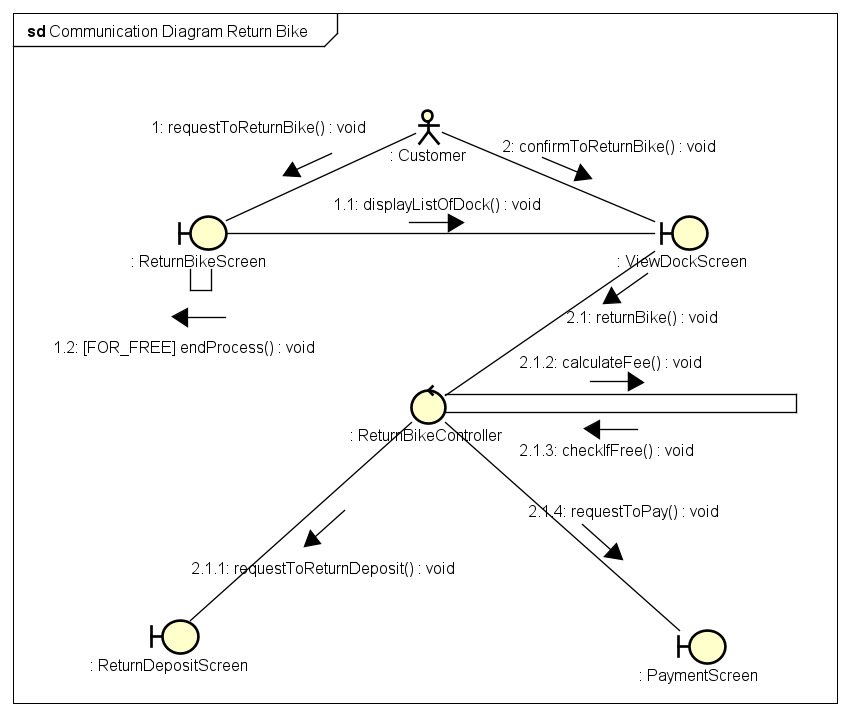 sd Communication Diagram Return Bike
1: requestToReturnBike() : void
2: confirmToReturnBike() : void
: Customer
1.1: displayListOfDock() : void
: ReturnBikeScreen
: ViewDockScreen
2.1: returnBike() : void
1.2: [FOR_FREE] endProcess() : void
2.1.2: calculateFee() : void
: ReturnBikeController
2.1.3: checkIfFree() : void
2.1.4: requestToPay() : void
2.1.1: requestToReturnDeposit() : void
: ReturnDepositScreen
: PaymentScreen